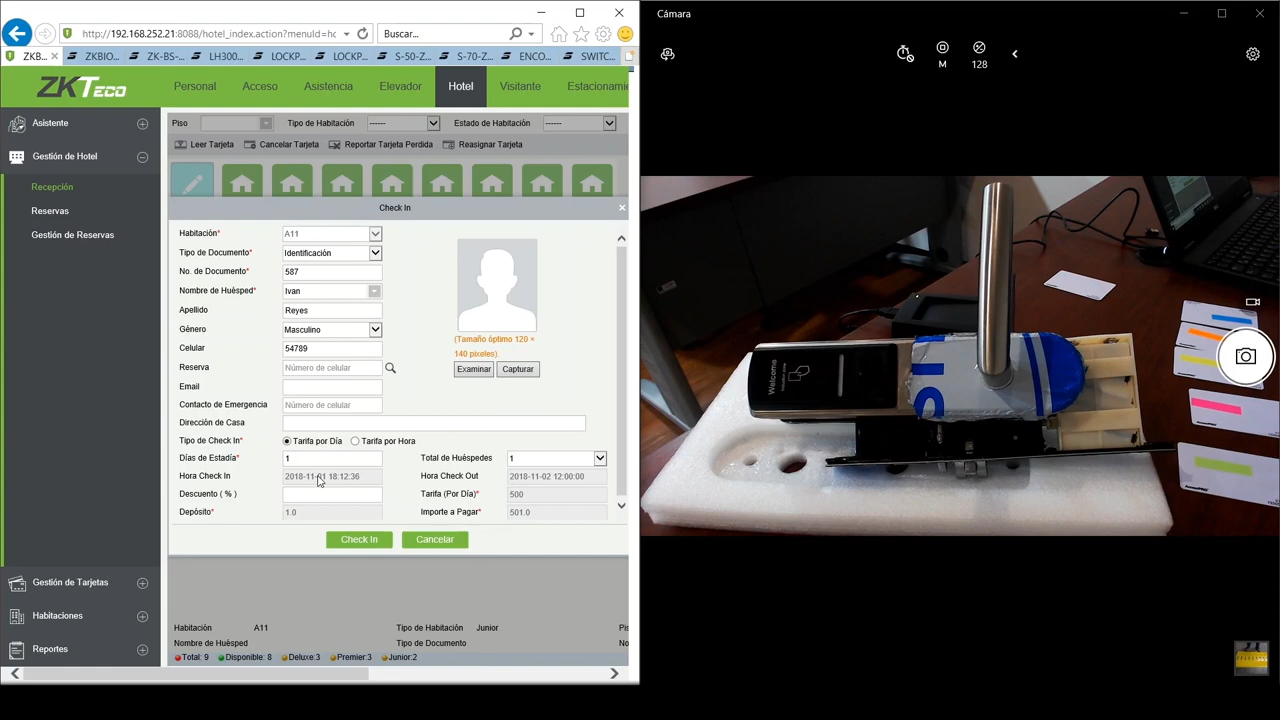 http://192.168.252.21:8088/hotel_index.action?menuId=hc
Buscar...
ZKB... ZKBIO... ZK-BS-... LH300... LOCKP... LOCKP... S-50-Z... S-70-Z... ENCO... SWITC...
ZKTECO Personal Acceso Asistencia Elevador Hotel Visitante Estacionamie
Asistente
Gestión de Hotel
Recepción
Reservas
Gestión de Reservas
Gestión de Tarjetas
Habitaciones
Reportes
Piso Tipo de Habitación ------ Estado de Habitación ------
Leer Tarjeta Cancelar Tarjeta Reportar Tarjeta Perdida Reasignar Tarjeta
Check In
Habitación* A11
Tipo de Documento* Identificación
No. de Documento* 587
Nombre de Huésped* Ivan
Apellido Reyes
Género Masculino
Celular 54789
Reserva Número de celular
Email
Contacto de Emergencia Número de celular
Dirección de Casa
(Tamaño óptimo 120 ×
140 pixeles).
Examinar Capturar
Tipo de Check In* Tarifa por Día Tarifa por Hora
Días de Estadía* 1 Total de Huéspedes 1
Hora Check In 2018-11-01 18:12:36 Hora Check Out 2018-11-02 12:00:00
Descuento ( % ) Tarifa (Por Día)* 500
Depósito* 1.0 Importe a Pagar* 501.0
Check In Cancelar
Habitación A11 Tipo de Habitación Junior Pis
Nombre de Huésped Tipo de Documento No
Total: 9 Disponible: 8 Deluxe:3 Premier:3 Junior:2
Cámara
M 128
Welcome